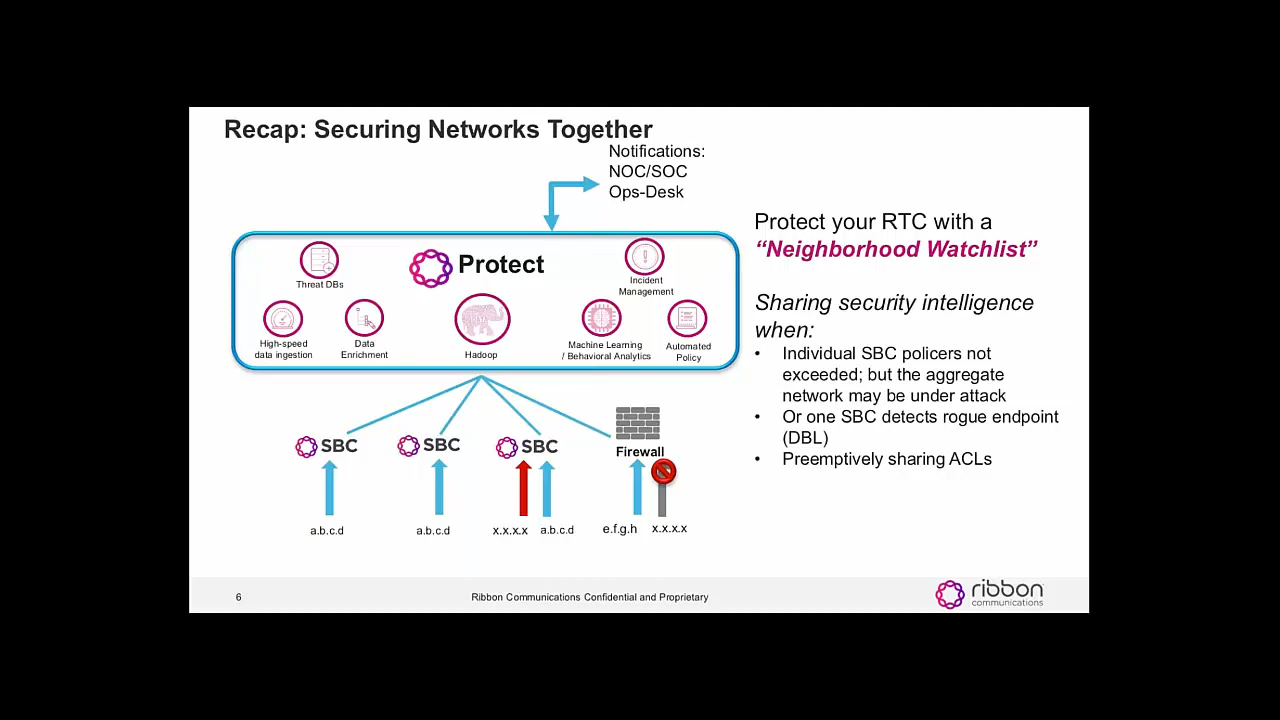 Recap: Securing Networks Together
Notifications:
NOC/SOC
Ops-Desk
Threat DBs
Protect
Incident
Management
High-speed
data ingestion
Data
Enrichment
Hadoop
Machine Learning
/ Behavioral Analytics
Automated
Policy
SBC
SBC
SBC
Firewall
a.b.c.d
a.b.c.d
x.x.x.x
a.b.c.d
e.f.g.h
x.x.x.x
Protect your RTC with a
“Neighborhood Watchlist”
Sharing security intelligence
when:
• Individual SBC policers not
exceeded; but the aggregate
network may be under attack
• Or one SBC detects rogue endpoint
(DBL)
• Preemptively sharing ACLs
6
Ribbon Communications Confidential and Proprietary
ribbon
communications